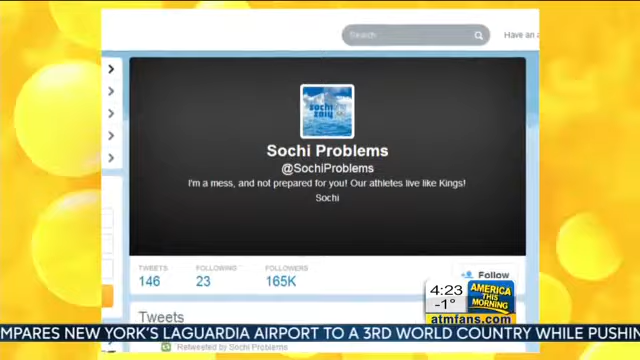 Search
Have an a
sochi
2014
Sochi Problems
@SochiProblems
I'm a mess, and not prepared for you! Our athletes live like Kings!
Sochi
TWEETS
FOLLOWING
FOLLOWERS
146
23
165K
Follow
4:23
-1°
AMERICA
THIS
MORNING
atmfans.com
Tweets
MPARES NEW YORK'S LAGUARDIA AIRPORT TO A 3RD WORLD COUNTRY WHILE PUSHIN
Retweeted by Sochi Problems